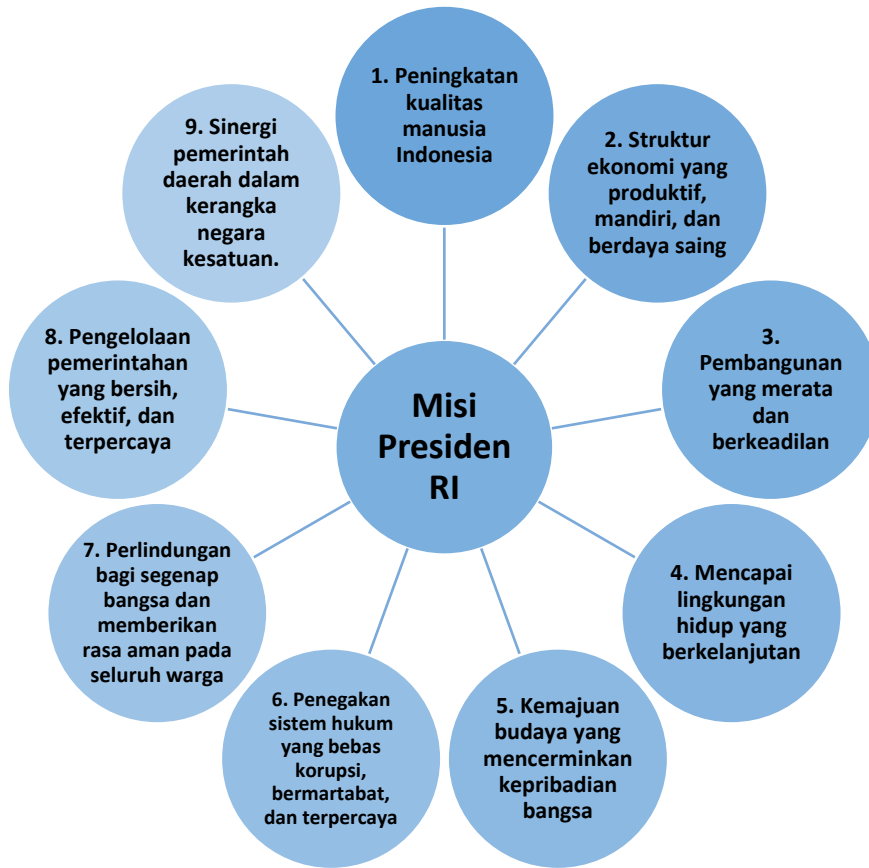 1. Peningkatan
kualitas
manusia
Indonesia
2. Struktur
ekonomi yang
produktif,
mandiri, dan
berdaya saing
3.
Pembangunan
yang merata
dan
berkeadilan
4. Mencapai
lingkungan
hidup yang
berkelanjutan
5. Kemajuan
budaya yang
mencerminkan
kepribadian
bangsa
6. Penegakan
sistem hukum
yang bebas
korupsi,
bermartabat,
dan terpercaya
7. Perlindungan
bagi segenap
bangsa dan
memberikan
rasa aman pada
seluruh warga
8. Pengelolaan
pemerintahan
yang bersih,
efektif, dan
terpercaya
9. Sinergi
pemerintah
daerah dalam
kerangka
negara
kesatuan.
Misi
Presiden
RI